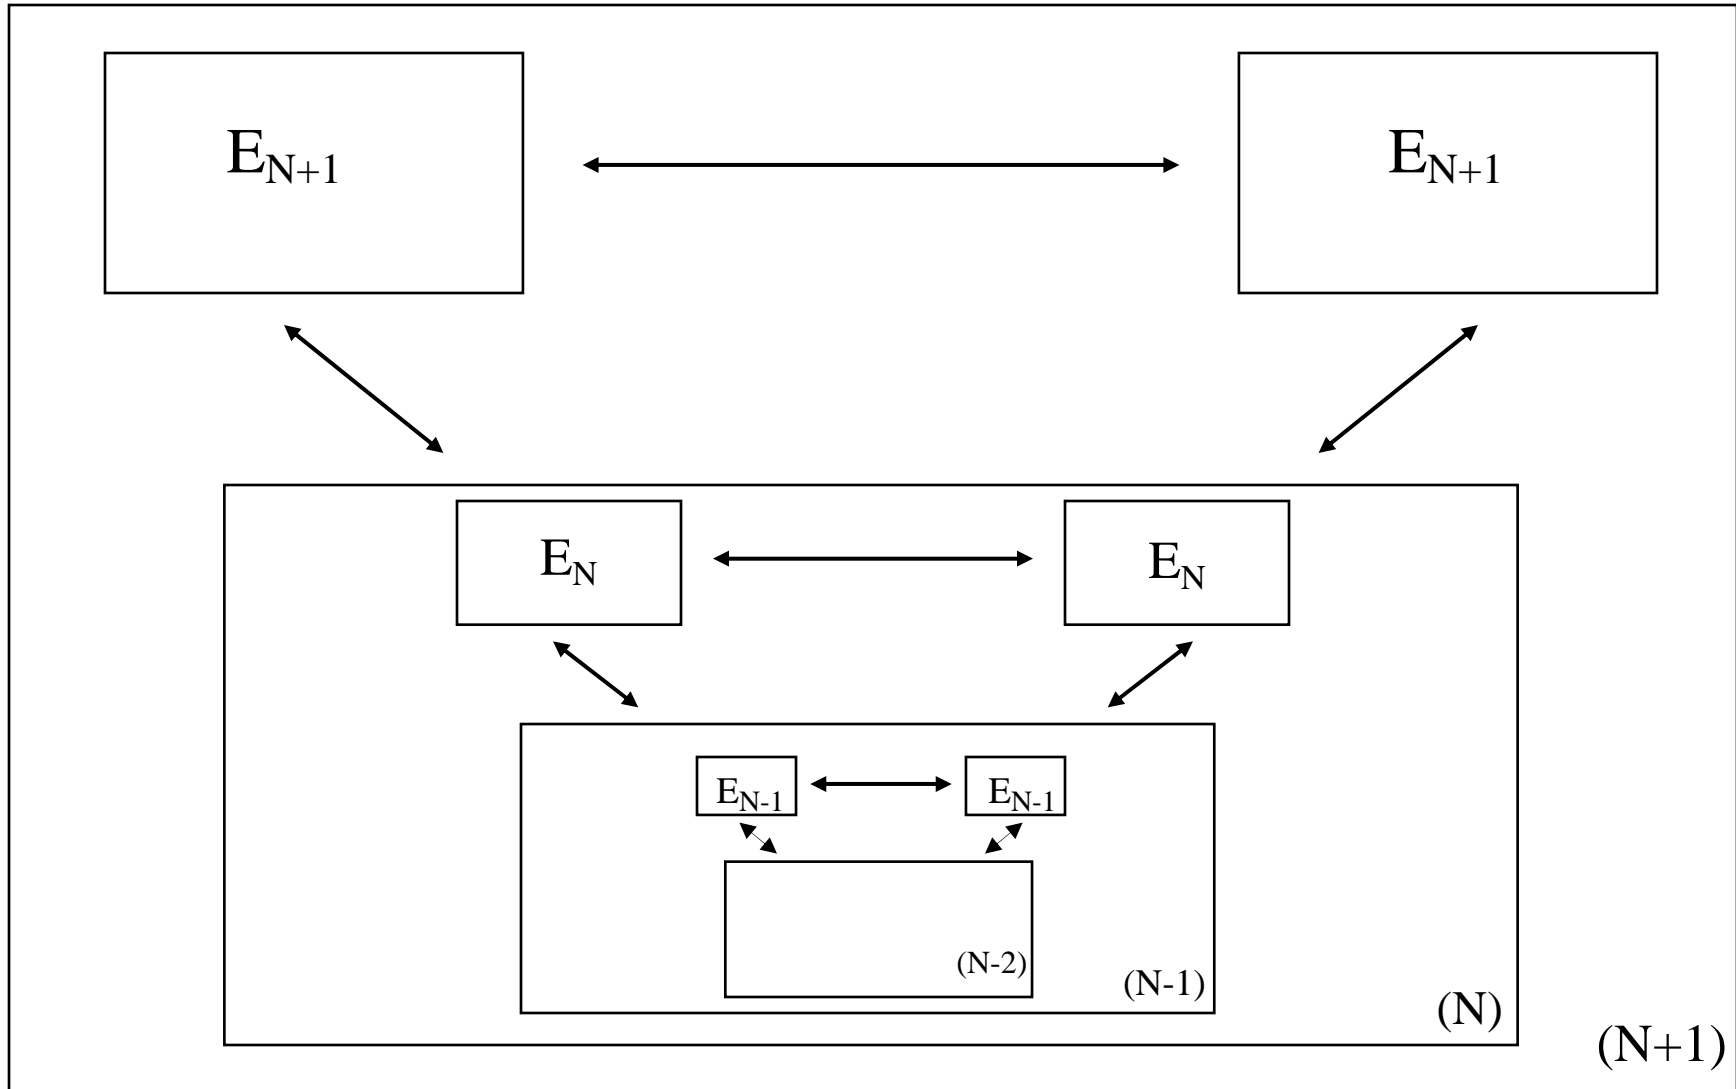 E_{N+1} E_{N+1}
E_N E_N
E_{N-1} E_{N-1}
(N-2)
(N-1)
(N)
(N+1)